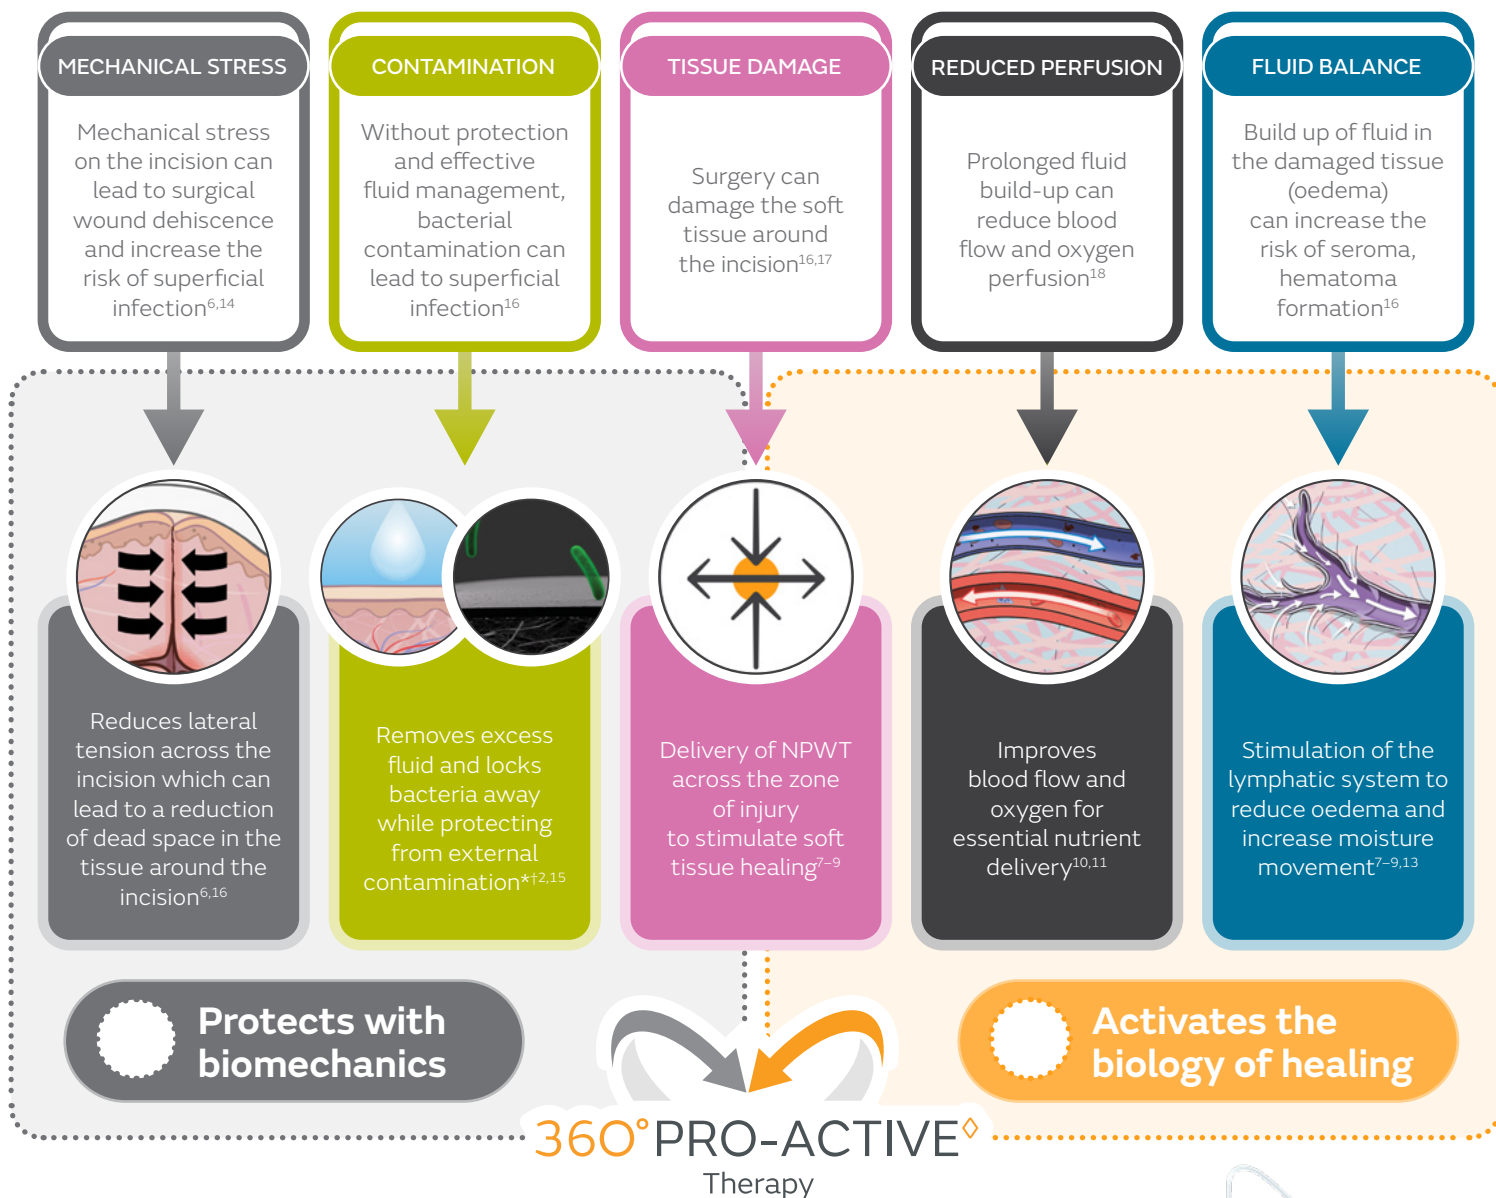 MECHANICAL STRESS
Mechanical stress
on the incision can
lead to surgical
wound dehiscence
and increase the
risk of superficial
infection6,14
CONTAMINATION
Without protection
and effective
fluid management,
bacterial
contamination can
lead to superficial
infection16
TISSUE DAMAGE
Surgery can
damage the soft
tissue around
the incision16,17
REDUCED PERFUSION
Prolonged fluid
build-up can
reduce blood
flow and oxygen
perfusion18
FLUID BALANCE
Build up of fluid in
the damaged tissue
(oedema)
can increase the
risk of seroma,
hematoma
formation16
Reduces lateral
tension across the
incision which can
lead to a reduction
of dead space in the
tissue around the
incision6,16
Removes excess
fluid and locks
bacteria away
while protecting
from external
contamination*†2,15
Delivery of NPWT
across the zone
of injury
to stimulate soft
tissue healing7–9
Improves
blood flow and
oxygen for
essential nutrient
delivery10,11
Stimulation of the
lymphatic system to
reduce oedema and
increase moisture
movement7–9,13
Protects with
biomechanics
Activates the
biology of healing
360°PRO-ACTIVE◊
Therapy